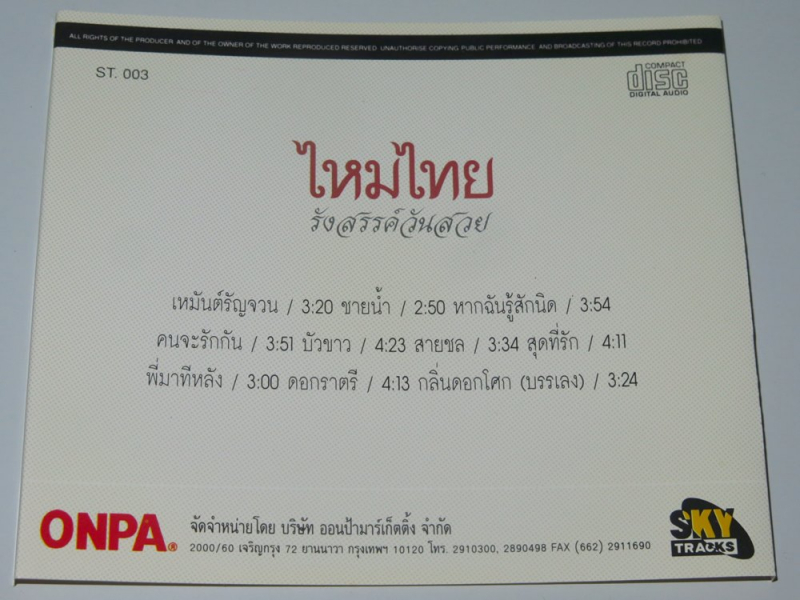 ALL RIGHTS OF THE PRODUCER AND OF THE OWNER OF THE WORK REPRODUCED RESERVED UNAUTHORISE COPYING PUBLIC PERFORMANCE AND BROADCASTING OF THIS RECORD PROHIBITED
ST. 003
COMPACT
disc
DIGITAL AUDIO
ไหมไทย
รังสรรค์วันสวย
เหมันต์รัญจวน / 3:20 ชายน้ำ / 2:50 หากฉันรู้สักนิด / 3:54
คนจะรักกัน / 3:51 บัวขาว / 4:23 สายชล / 3:34 สุดที่รัก / 4:11
พี่มาทีหลัง / 3:00 ดอกราตรี / 4:13 กลิ่นดอกโศก (บรรเลง) / 3:24
ONPA®
จัดจำหน่ายโดย บริษัท ออนป้ามาร์เก็ตติ้ง จำกัด
2000/60 เจริญกรุง 72 ยานนาวา กรุงเทพฯ 10120 โทร. 2910300, 2890498 FAX (662) 2911690
SKY
TRACKS